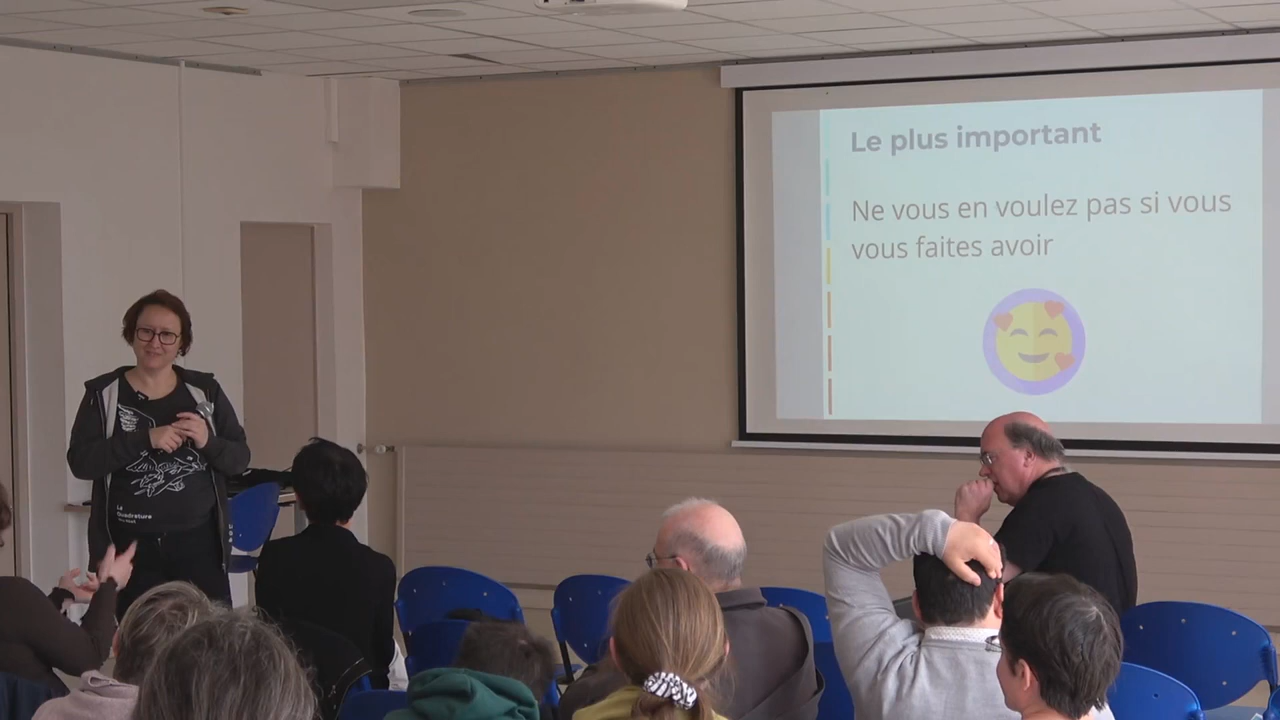 Le plus important
Ne vous en voulez pas si vous
vous faites avoir
La
Quadrature